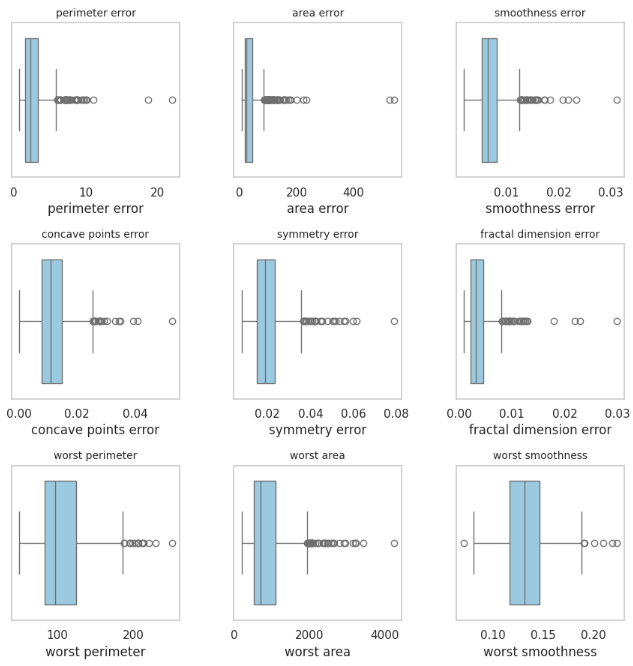 perimeter error area error smoothness error
0 10 20 0 200 400 0.01 0.02 0.03
perimeter error area error smoothness error
concave points error symmetry error fractal dimension error
0.00 0.02 0.04 0.02 0.04 0.06 0.08 0.00 0.01 0.02 0.03
concave points error symmetry error fractal dimension error
worst perimeter worst area worst smoothness
100 200 0 2000 4000 0.10 0.15 0.20
worst perimeter worst area worst smoothness